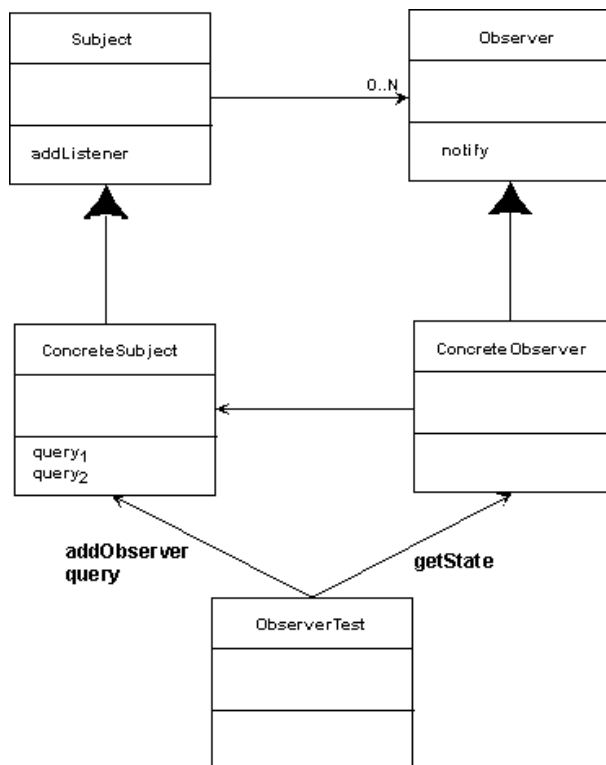 Subject
Observer
0..N
addListener
notify
ConcreteSubject
ConcreteObserver
query1
query2
addObserver
query
getState
ObserverTest